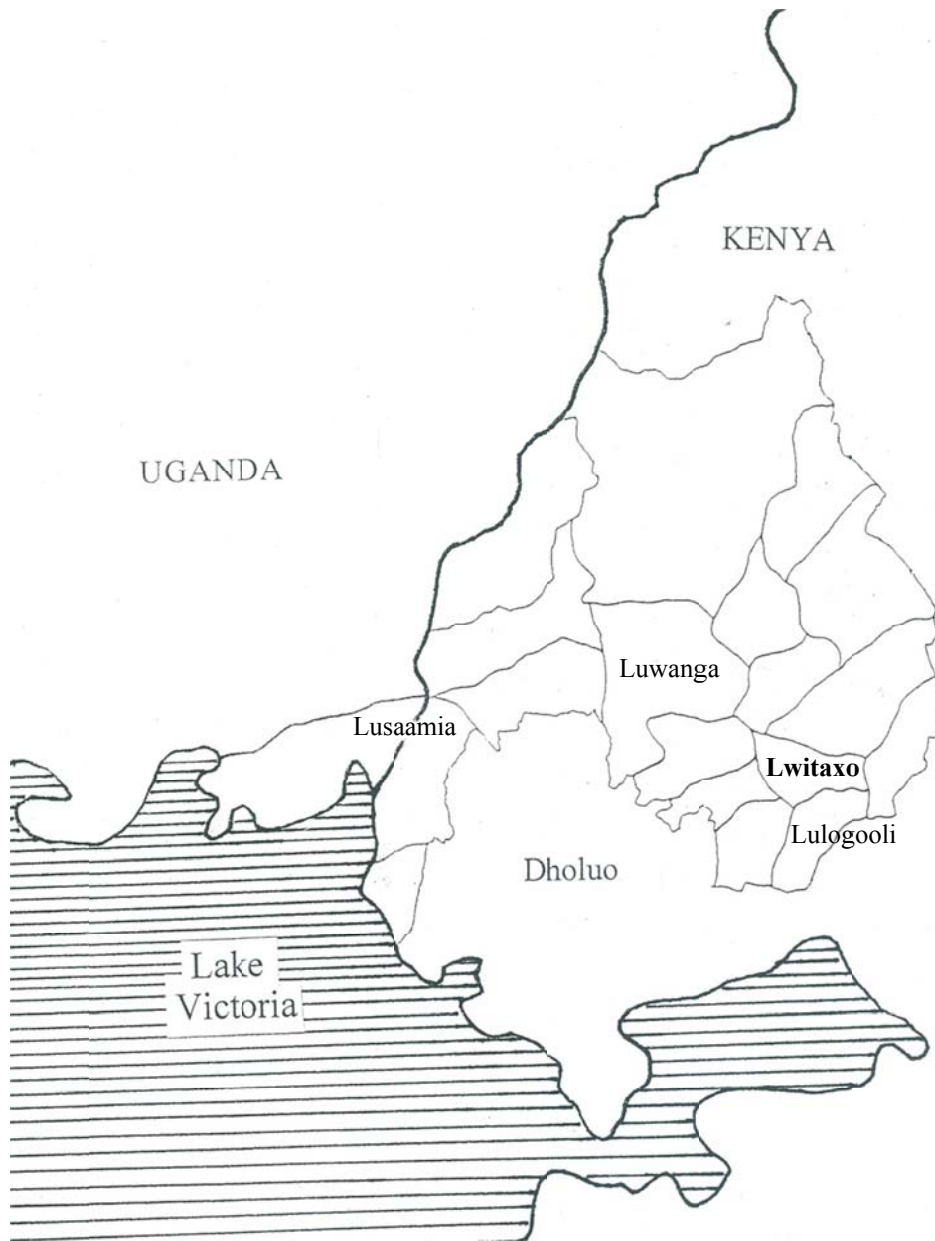 KENYA
UGANDA
Luwanga
Lusaamia
Lwitaxo
Lulogooli
Dholuo
Lake
Victoria